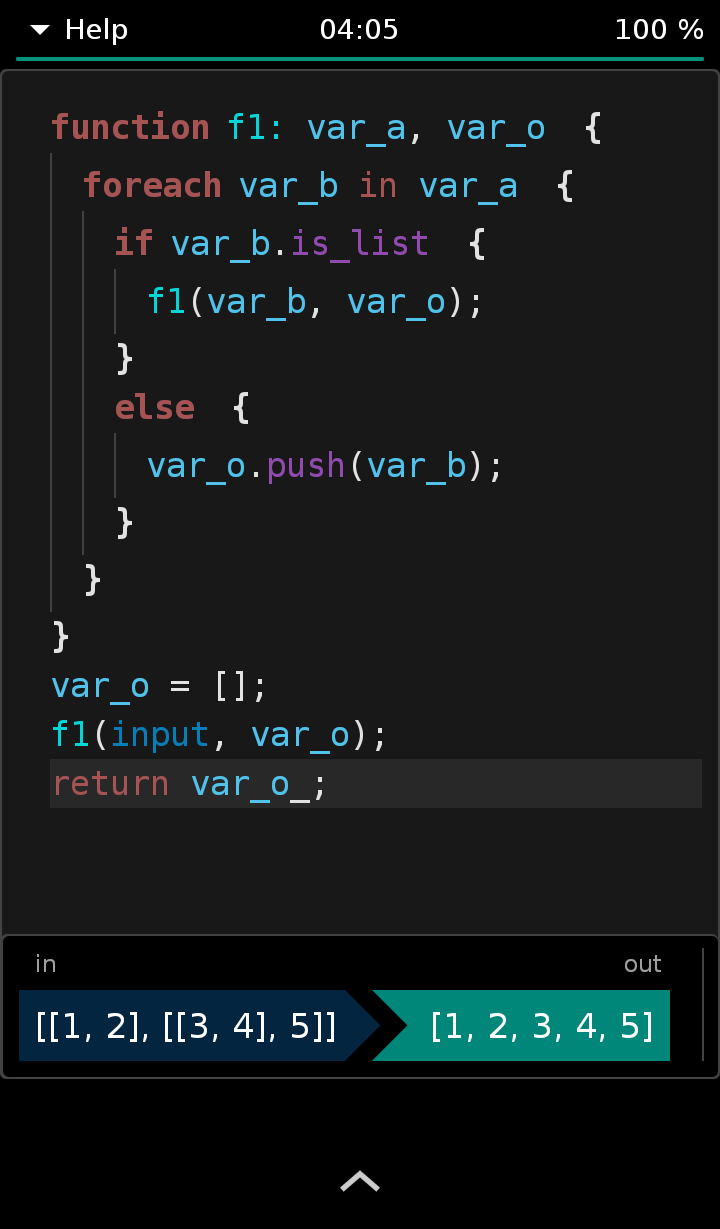 Help 04:05 100 %
function f1: var_a, var_o {
foreach var_b in var_a {
if var_b.is_list {
f1(var_b, var_o);
}
else {
var_o.push(var_b);
}
}
}
var_o = [];
f1(input, var_o);
return var_o_;
in out
[[1, 2], [[3, 4], 5]] [1, 2, 3, 4, 5]